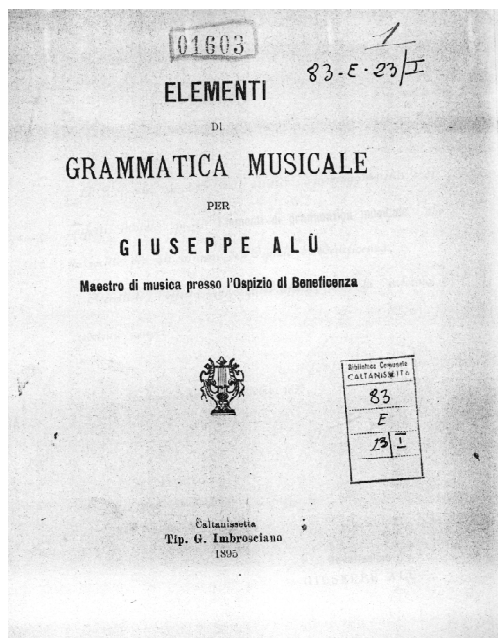 01603
1
83-E-23/I
ELEMENTI
DI
GRAMMATICA MUSICALE
PER
GIUSEPPE ALÙ
Maestro di musica presso l'Ospizio di Beneficenza
Biblioteca Comunale
CALTANISSETTA
83
E
I
Caltanissetta
Tip. G. Imbrosciano
1895